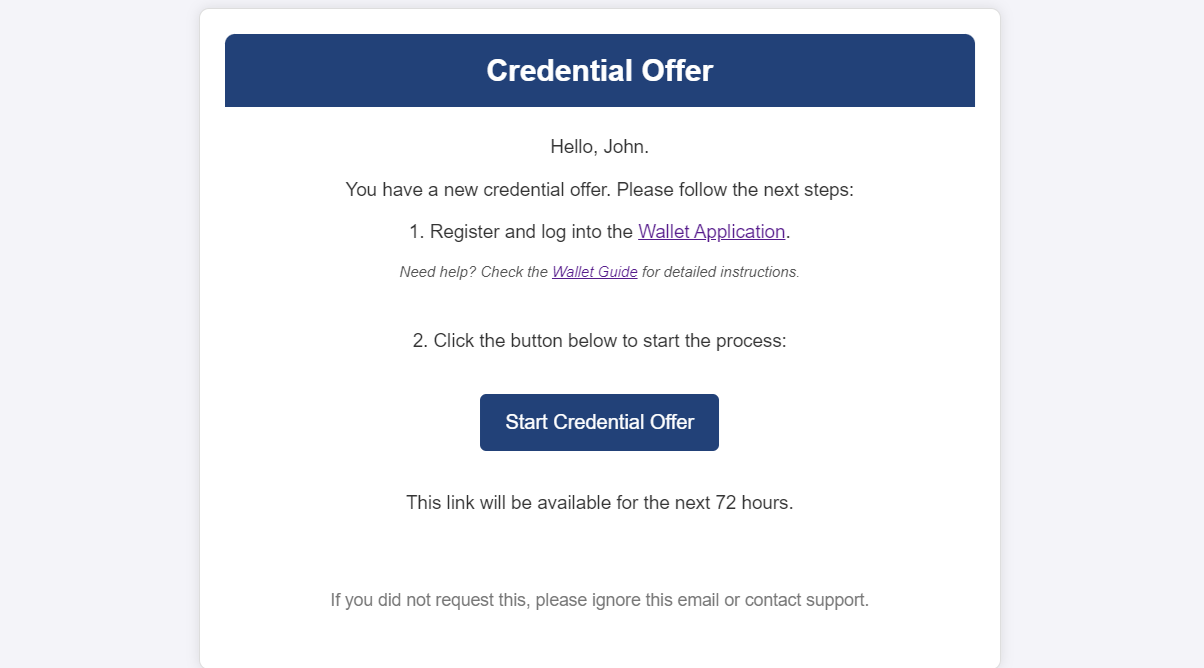 Credential Offer
Hello, John.
You have a new credential offer. Please follow the next steps:
1. Register and log into the Wallet Application.
Need help? Check the Wallet Guide for detailed instructions.
2. Click the button below to start the process:
Start Credential Offer
This link will be available for the next 72 hours.
If you did not request this, please ignore this email or contact support.